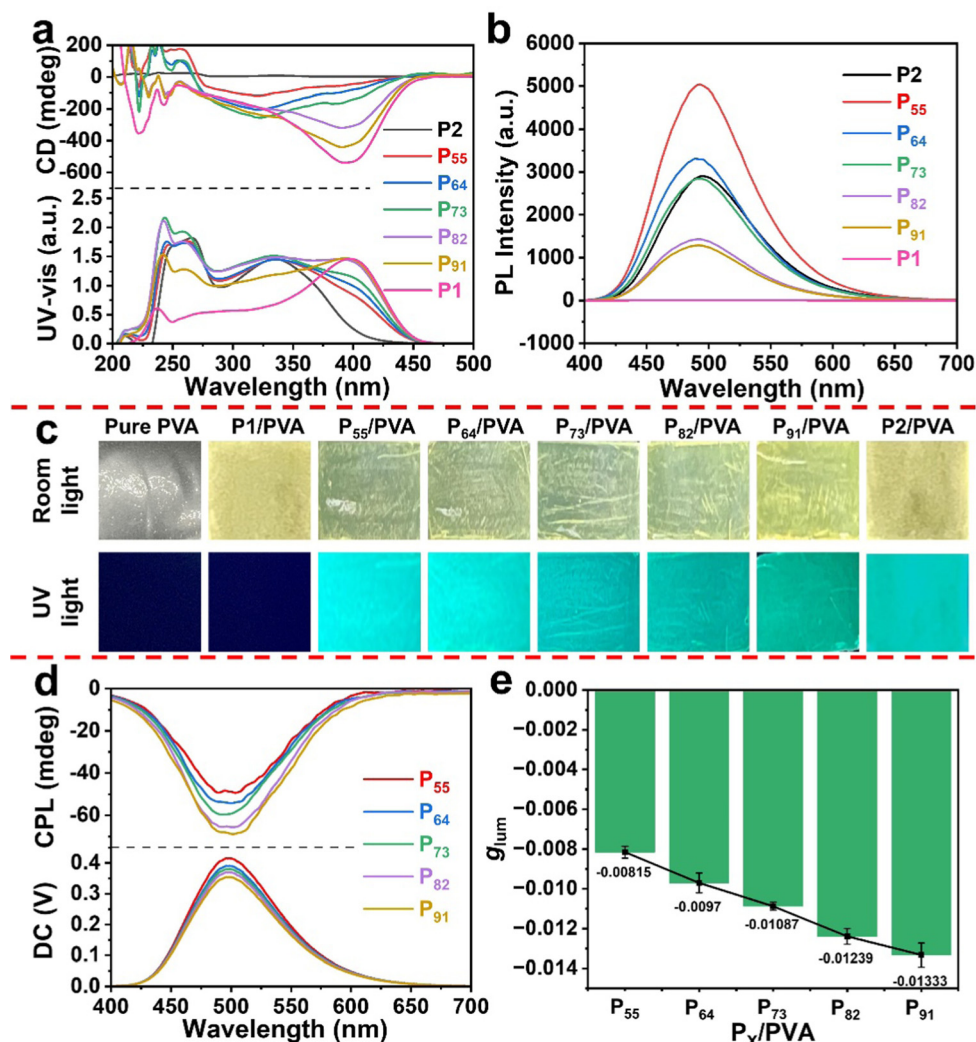 a
CD (mdeg)
200
0
-200
-400
-600
UV-vis (a.u.)
2.5
2.0
1.5
1.0
0.5
0.0
200 250 300 350 400 450 500
Wavelength (nm)
P2
P55
P64
P73
P82
P91
P1
b
PL Intensity (a.u.)
6000
5000
4000
3000
2000
1000
0
-1000
400 450 500 550 600 650 700
Wavelength (nm)
P2
P55
P64
P73
P82
P91
P1
c
Pure PVA P1/PVA P55/PVA P64/PVA P73/PVA P82/PVA P91/PVA P2/PVA
Room
light
UV
light
d
CPL (mdeg)
0
-20
-40
-60
DC (V)
0.4
0.3
0.2
0.1
0.0
400 450 500 550 600 650 700
Wavelength (nm)
P55
P64
P73
P82
P91
e
glum
0.000
−0.002
−0.004
−0.006
−0.008
−0.010
−0.012
−0.014
-0.00815
-0.0097
-0.01087
-0.01239
-0.01333
P55 P64 P73 P82 P91
PX/PVA